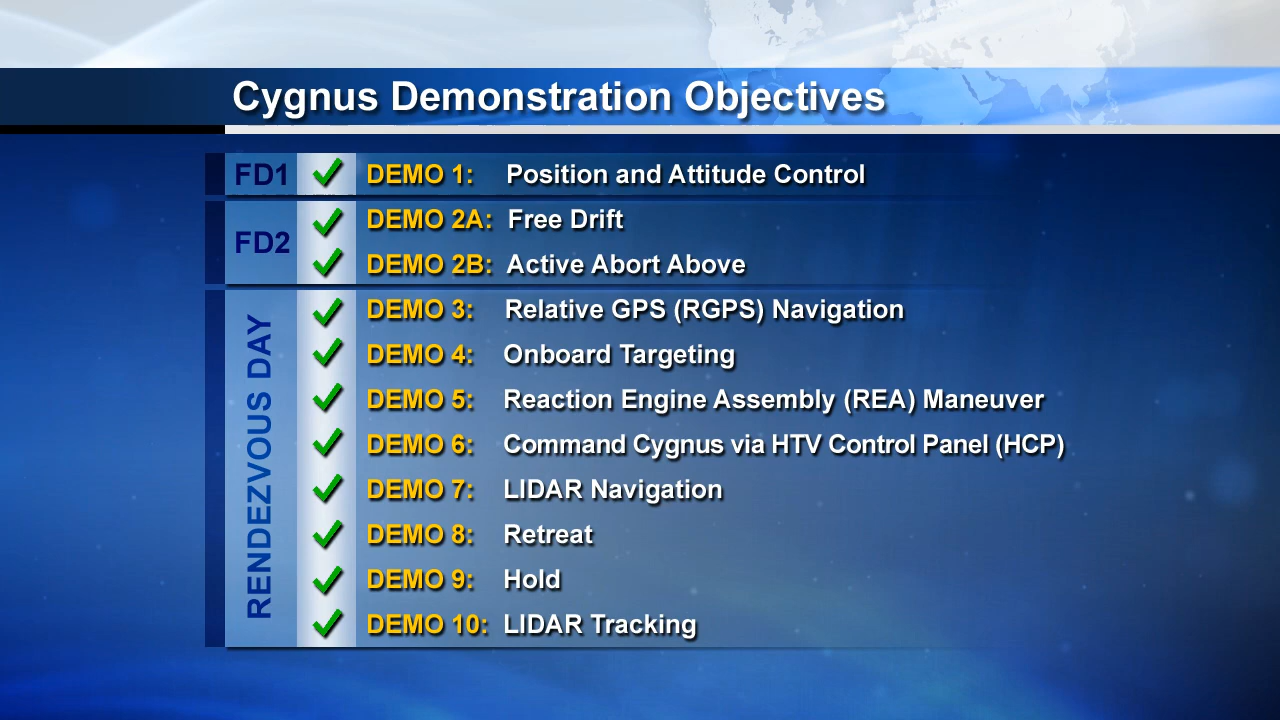 Cygnus Demonstration Objectives
FD1
DEMO 1: Position and Attitude Control
FD2
DEMO 2A: Free Drift
DEMO 2B: Active Abort Above
RENDEZVOUS DAY
DEMO 3: Relative GPS (RGPS) Navigation
DEMO 4: Onboard Targeting
DEMO 5: Reaction Engine Assembly (REA) Maneuver
DEMO 6: Command Cygnus via HTV Control Panel (HCP)
DEMO 7: LIDAR Navigation
DEMO 8: Retreat
DEMO 9: Hold
DEMO 10: LIDAR Tracking